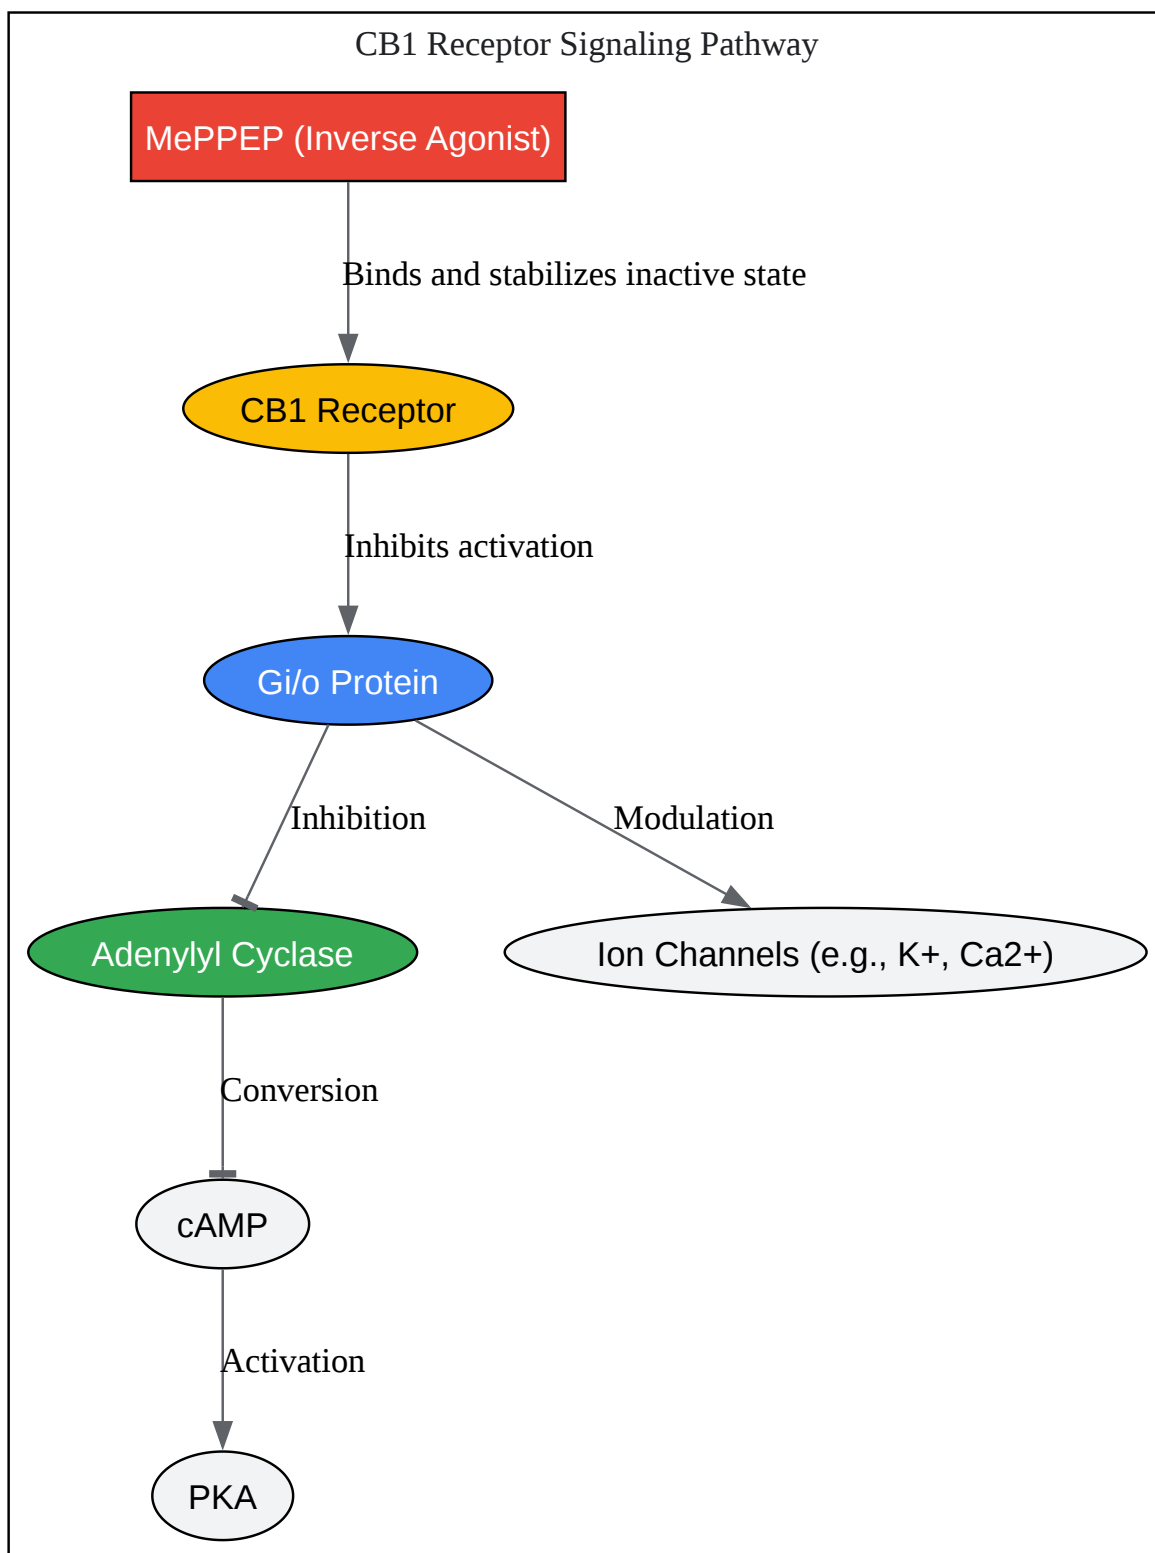 CB1 Receptor Signaling Pathway
MePPEP (Inverse Agonist)
Binds and stabilizes inactive state
CB1 Receptor
Inhibits activation
Gi/o Protein
Inhibition
Modulation
Adenylyl Cyclase
Ion Channels (e.g., K+, Ca2+)
Conversion
cAMP
Activation
PKA